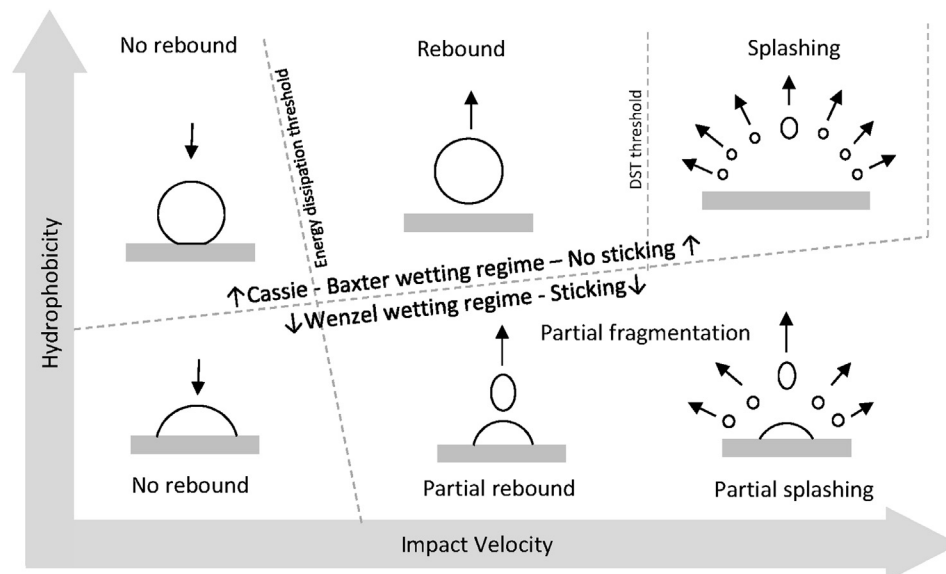 No rebound
Rebound
Splashing
Energy dissipation threshold
DST threshold
↑Cassie - Baxter wetting regime – No sticking ↑
↓Wenzel wetting regime - Sticking↓
Partial fragmentation
No rebound
Partial rebound
Partial splashing
Hydrophobicity
Impact Velocity